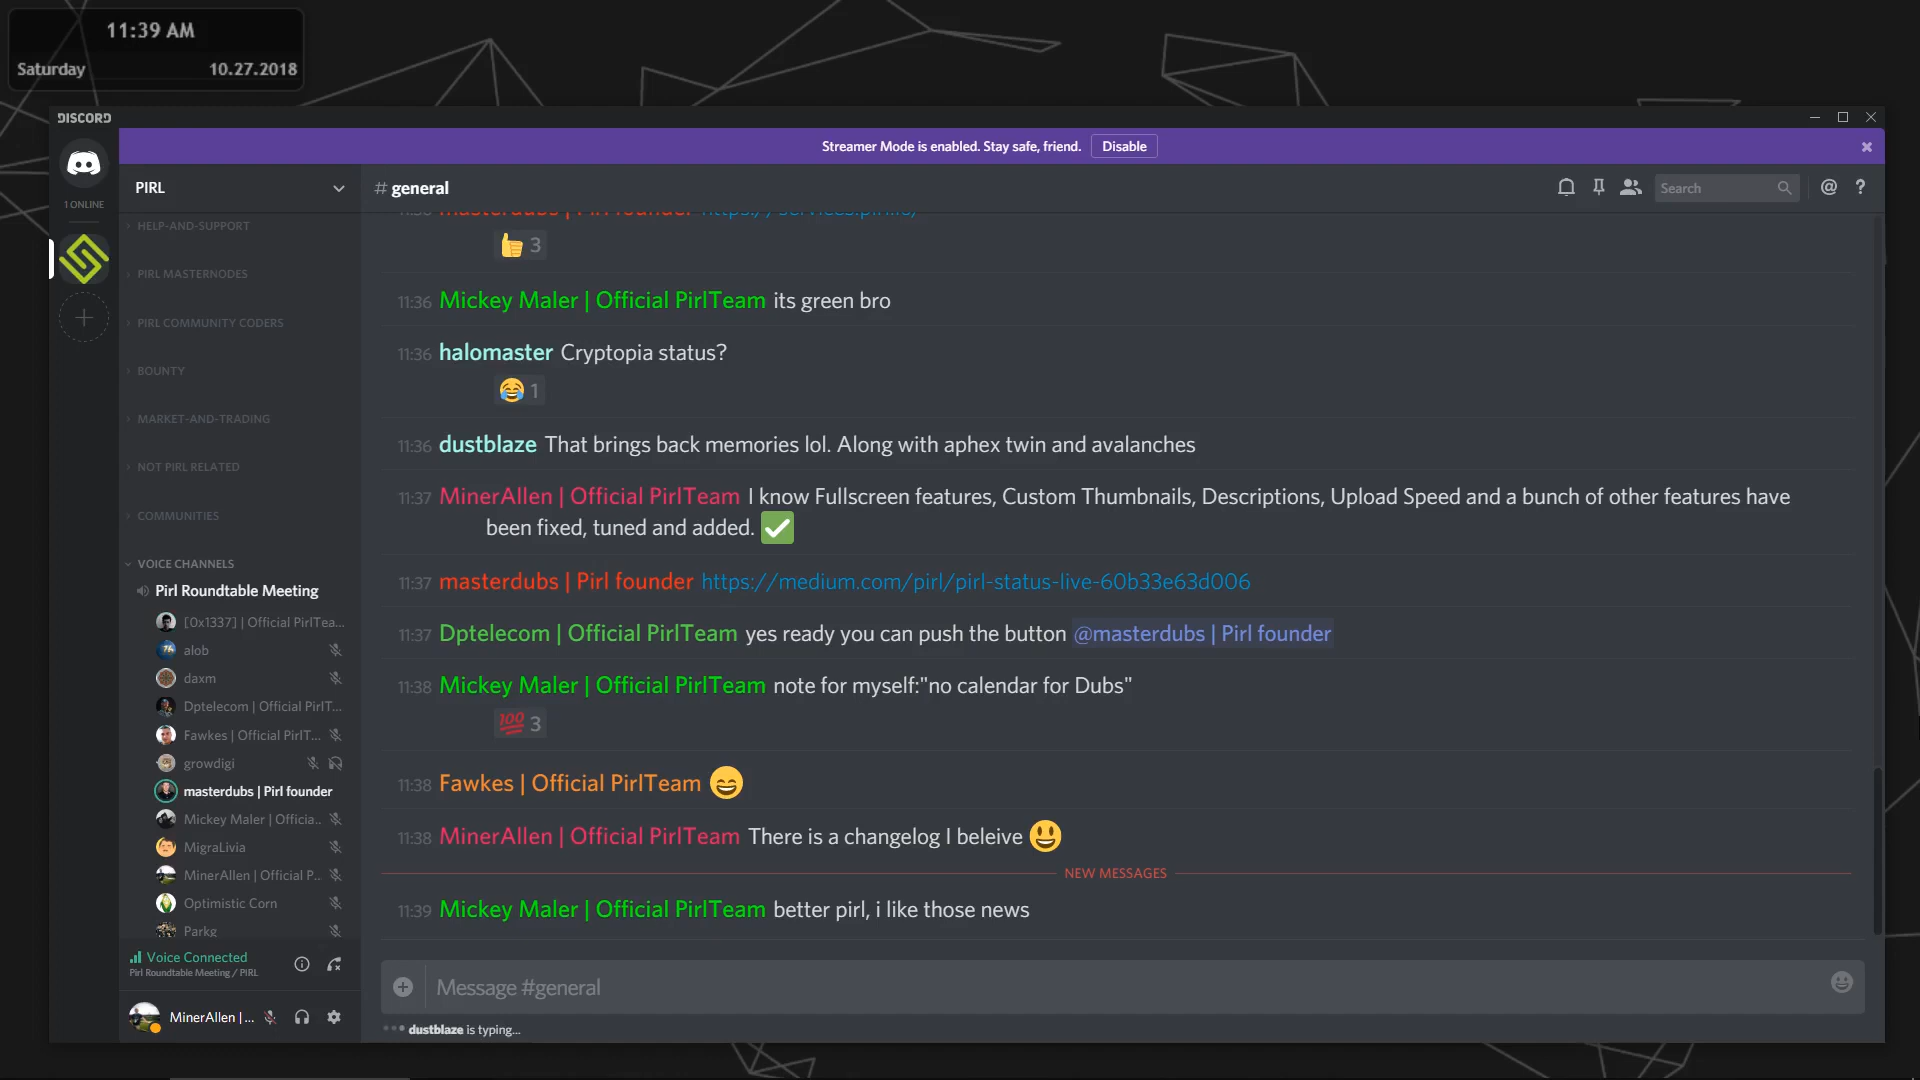 11:39 AM
Saturday 10.27.2018
DISCORD
Streamer Mode is enabled. Stay safe, friend. Disable
1 ONLINE
PIRL
# general
Search
@ ?
HELP-AND-SUPPORT
PIRL MASTERNODES
PIRL COMMUNITY CODERS
BOUNTY
MARKET-AND-TRADING
NOT PIRL RELATED
COMMUNITIES
VOICE CHANNELS
Pirl Roundtable Meeting
[0x1337] | Official PirlTea...
alob
daxm
Dptelecom | Official PirlT...
Fawkes | Official PirlT...
growdigi
masterdubs | Pirl founder
Mickey Maler | Officia...
MigraLivia
MinerAllen | Official P...
Optimistic Corn
Parkg
Voice Connected
Pirl Roundtable Meeting / PIRL
MinerAllen |...
👍 3
11:36 Mickey Maler | Official PirlTeam its green bro
11:36 halomaster Cryptopia status?
😂 1
11:36 dustblaze That brings back memories lol. Along with aphex twin and avalanches
11:37 MinerAllen | Official PirlTeam I know Fullscreen features, Custom Thumbnails, Descriptions, Upload Speed and a bunch of other features have
been fixed, tuned and added. ✅
11:37 masterdubs | Pirl founder https://medium.com/pirl/pirl-status-live-60b33e63d006
11:37 Dptelecom | Official PirlTeam yes ready you can push the button @masterdubs | Pirl founder
11:38 Mickey Maler | Official PirlTeam note for myself:"no calendar for Dubs"
💯 3
11:38 Fawkes | Official PirlTeam 😄
11:38 MinerAllen | Official PirlTeam There is a changelog I beleive 😃
NEW MESSAGES
11:39 Mickey Maler | Official PirlTeam better pirl, i like those news
Message #general
dustblaze is typing...